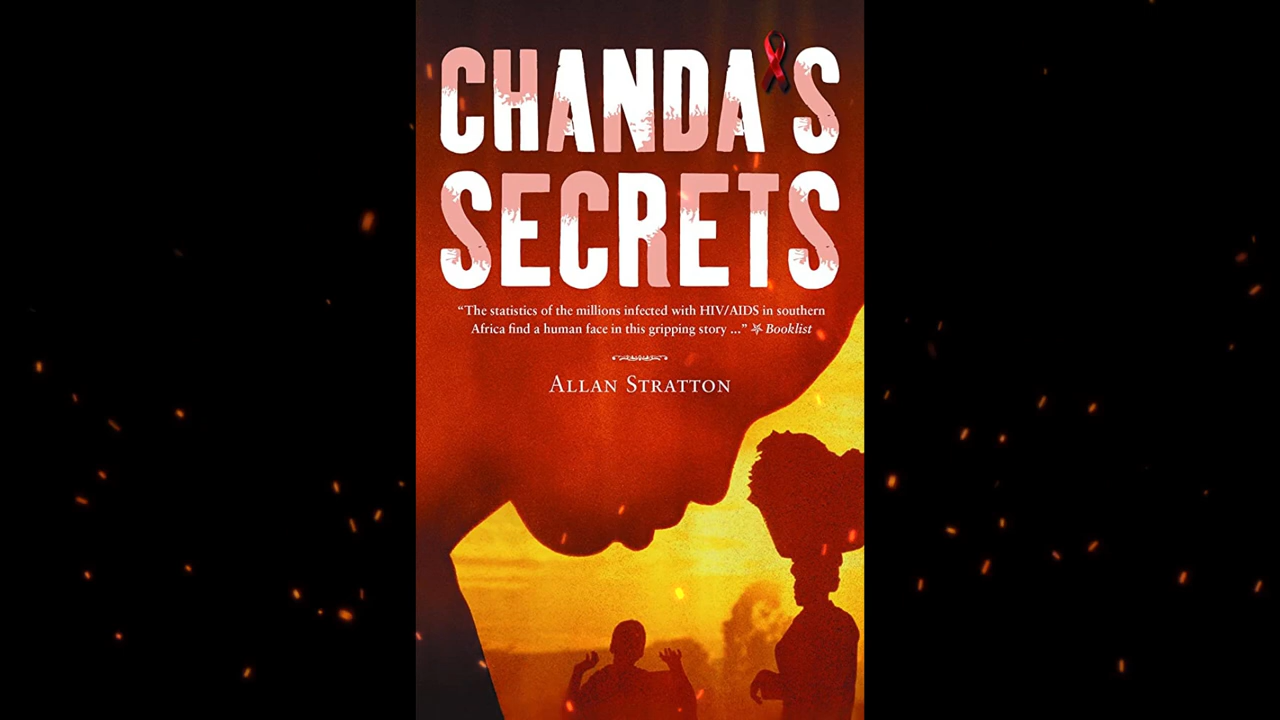 CHANDA'S
SECRETS
“The statistics of the millions infected with HIV/AIDS in southern
Africa find a human face in this gripping story ...” Booklist
ALLAN STRATTON